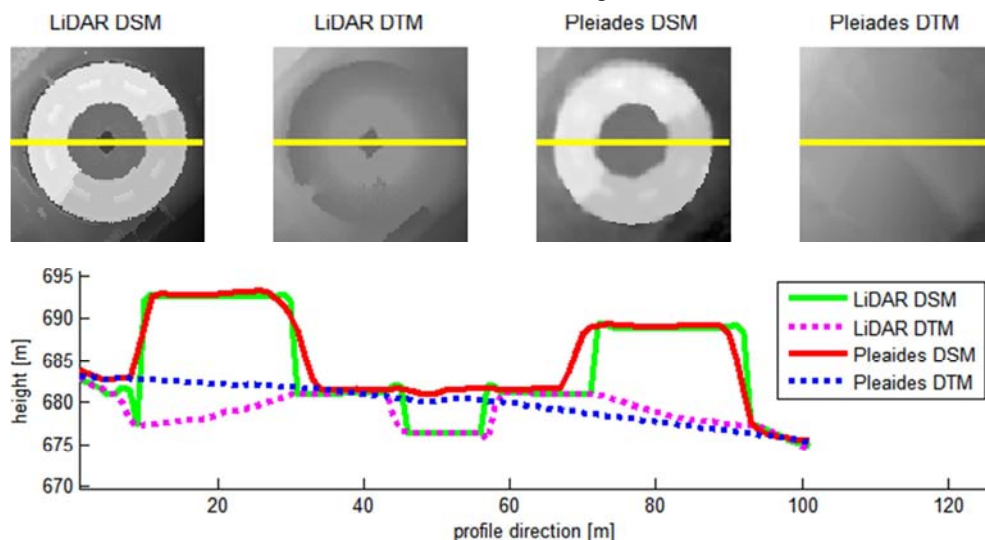 LiDAR DSM
LiDAR DTM
Pleiades DSM
Pleiades DTM
695
690
685
680
675
670
height [m]
20
40
60
80
100
120
profile direction [m]
LiDAR DSM
LiDAR DTM
Pleaides DSM
Pleaides DTM